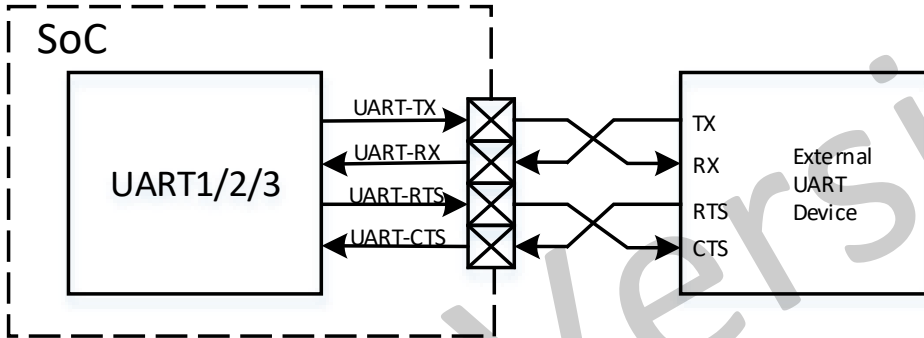 SoC
UART1/2/3
UART-TX
UART-RX
UART-RTS
UART-CTS
TX
RX
RTS
CTS
External
UART
Device
Versi